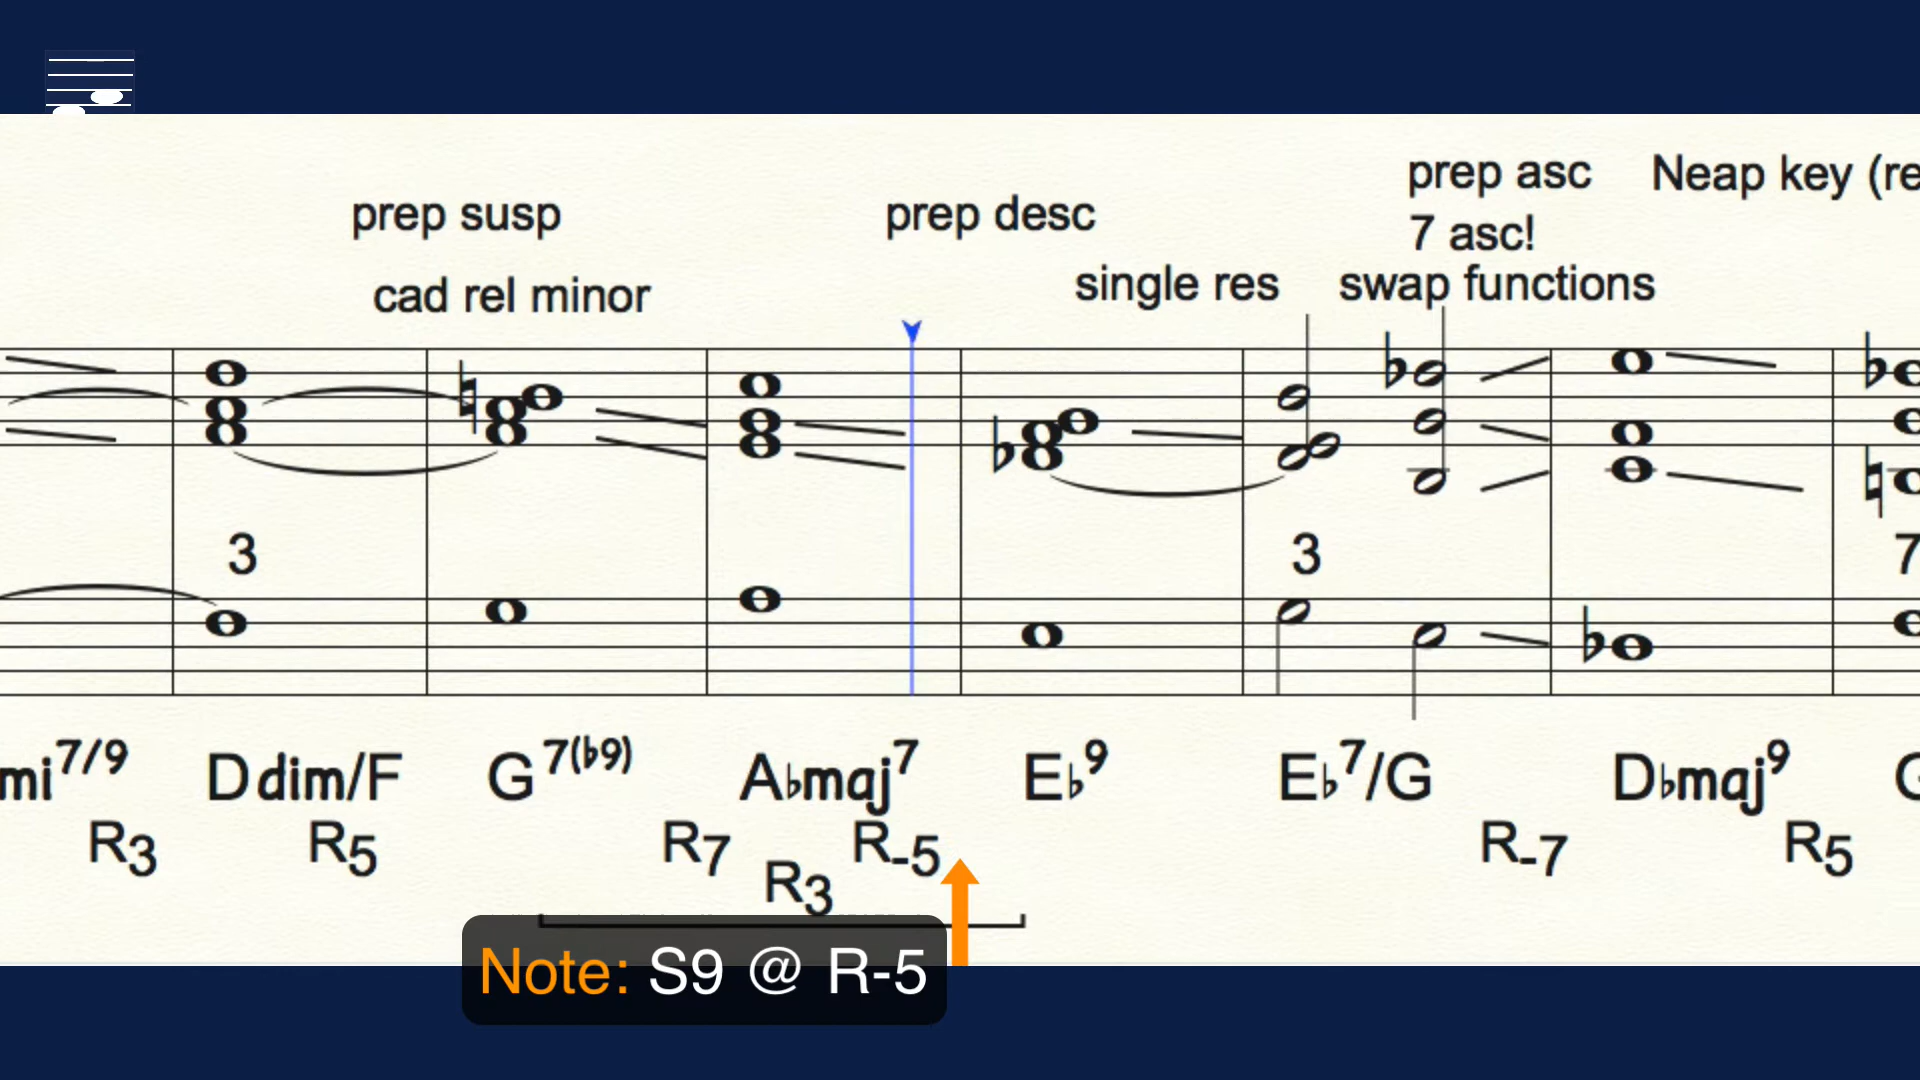 prep asc Neap key (re
prep susp prep desc
7 asc!
cad rel minor single res swap functions
3 3 7
mi7/9 Ddim/F G7(♭9) A♭maj7 E♭9 E♭7/G D♭maj9 G
R3 R5 R7 R-5 R-7 R5
R3
Note: S9 @ R-5